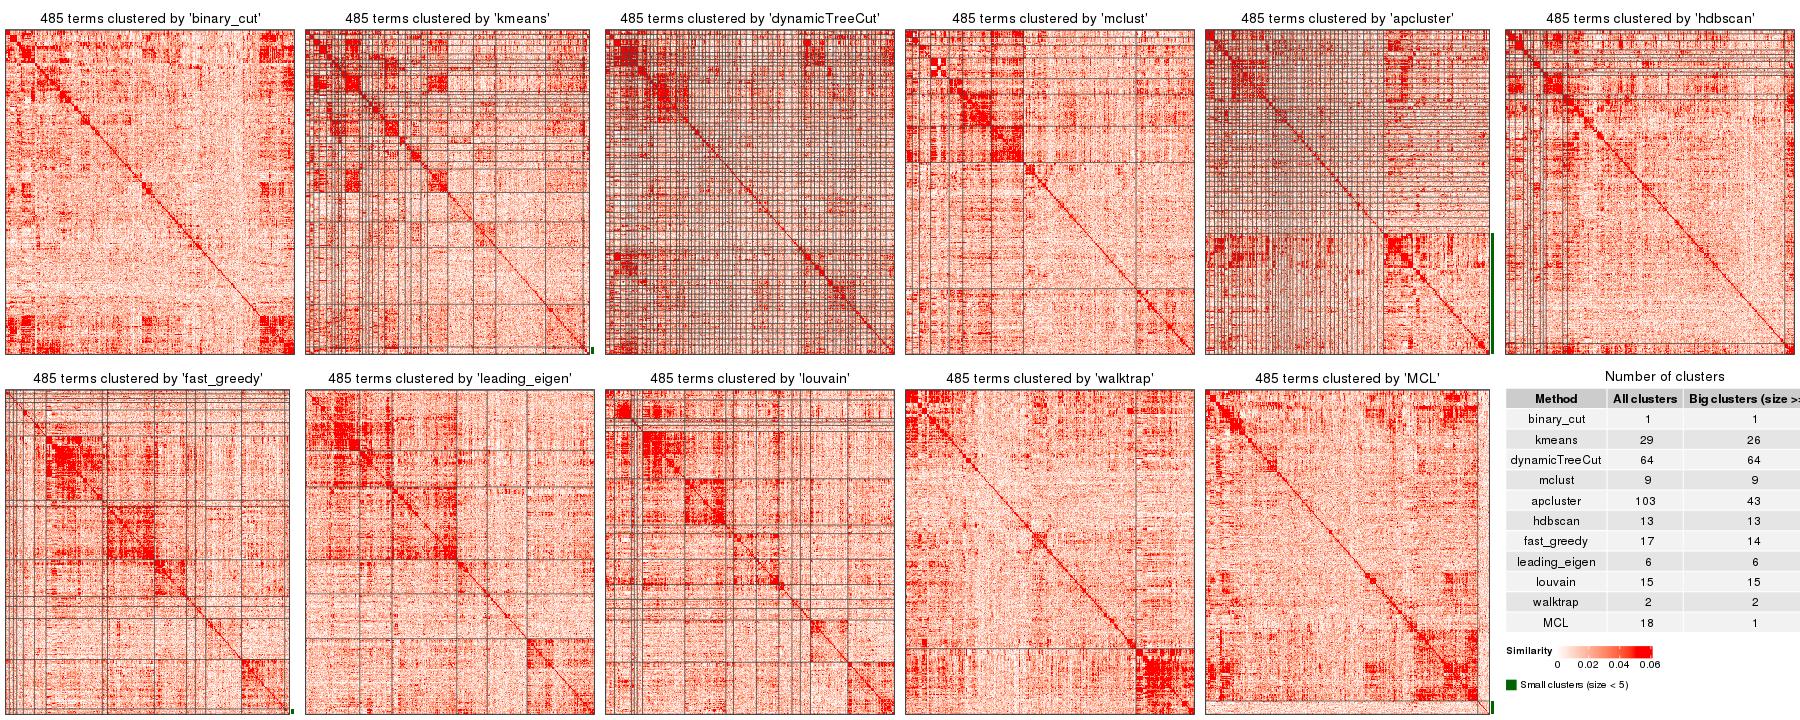 485 terms clustered by 'binary_cut'
485 terms clustered by 'kmeans'
485 terms clustered by 'dynamicTreeCut'
485 terms clustered by 'mclust'
485 terms clustered by 'apcluster'
485 terms clustered by 'hdbscan'
485 terms clustered by 'fast_greedy'
485 terms clustered by 'leading_eigen'
485 terms clustered by 'louvain'
485 terms clustered by 'walktrap'
485 terms clustered by 'MCL'
Number of clusters
Method All clusters Big clusters (size >=
binary_cut 1 1
kmeans 29 26
dynamicTreeCut 64 64
mclust 9 9
apcluster 103 43
hdbscan 13 13
fast_greedy 17 14
leading_eigen 6 6
louvain 15 15
walktrap 2 2
MCL 18 1
Similarity
0 0.02 0.04 0.06
Small clusters (size < 5)